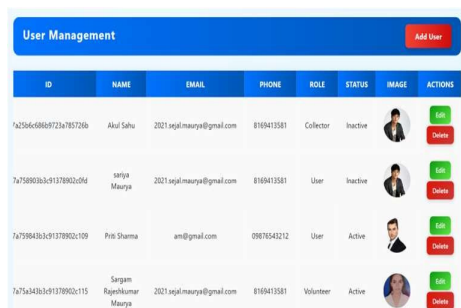 User Management
Add User
ID NAME EMAIL PHONE ROLE STATUS IMAGE ACTIONS
7a25b6c686b9723a785726b Akul Sahu 2021.sejal.maurya@gmail.com 8169413581 Collector Inactive Edit
Delete
7a758903b3c91378902c0fd sariya Maurya 2021.sejal.maurya@gmail.com 8169413581 User Inactive Edit
Delete
7a759843b3c91378902c109 Priti Sharma am@gmail.com 09876543212 User Active Edit
Delete
7a75a343b3c91378902c115 Sargam Rajeshkumar Maurya 2021.sejal.maurya@gmail.com 8169413581 Volunteer Active Edit
Delete